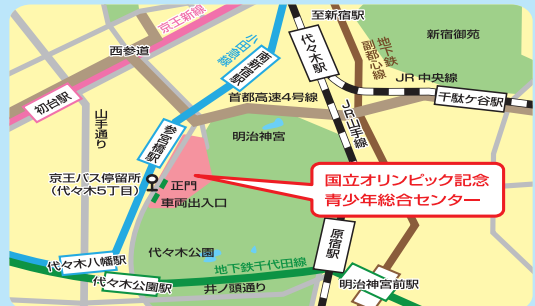 至新宿駅
京王新線
小田急線
代々木駅
新宿御苑
西参道
南新宿駅
地下鉄
副都心線
JR中央線
初台駅
首都高速4号線
千駄ケ谷駅
山手通り
参宮橋駅
明治神宮
JR山手線
京王バス停留所
(代々木5丁目)
正門
車両出入口
国立オリンピック記念
青少年総合センター
原宿駅
代々木公園
代々木八幡駅
地下鉄千代田線
代々木公園駅
井ノ頭通り
明治神宮前駅